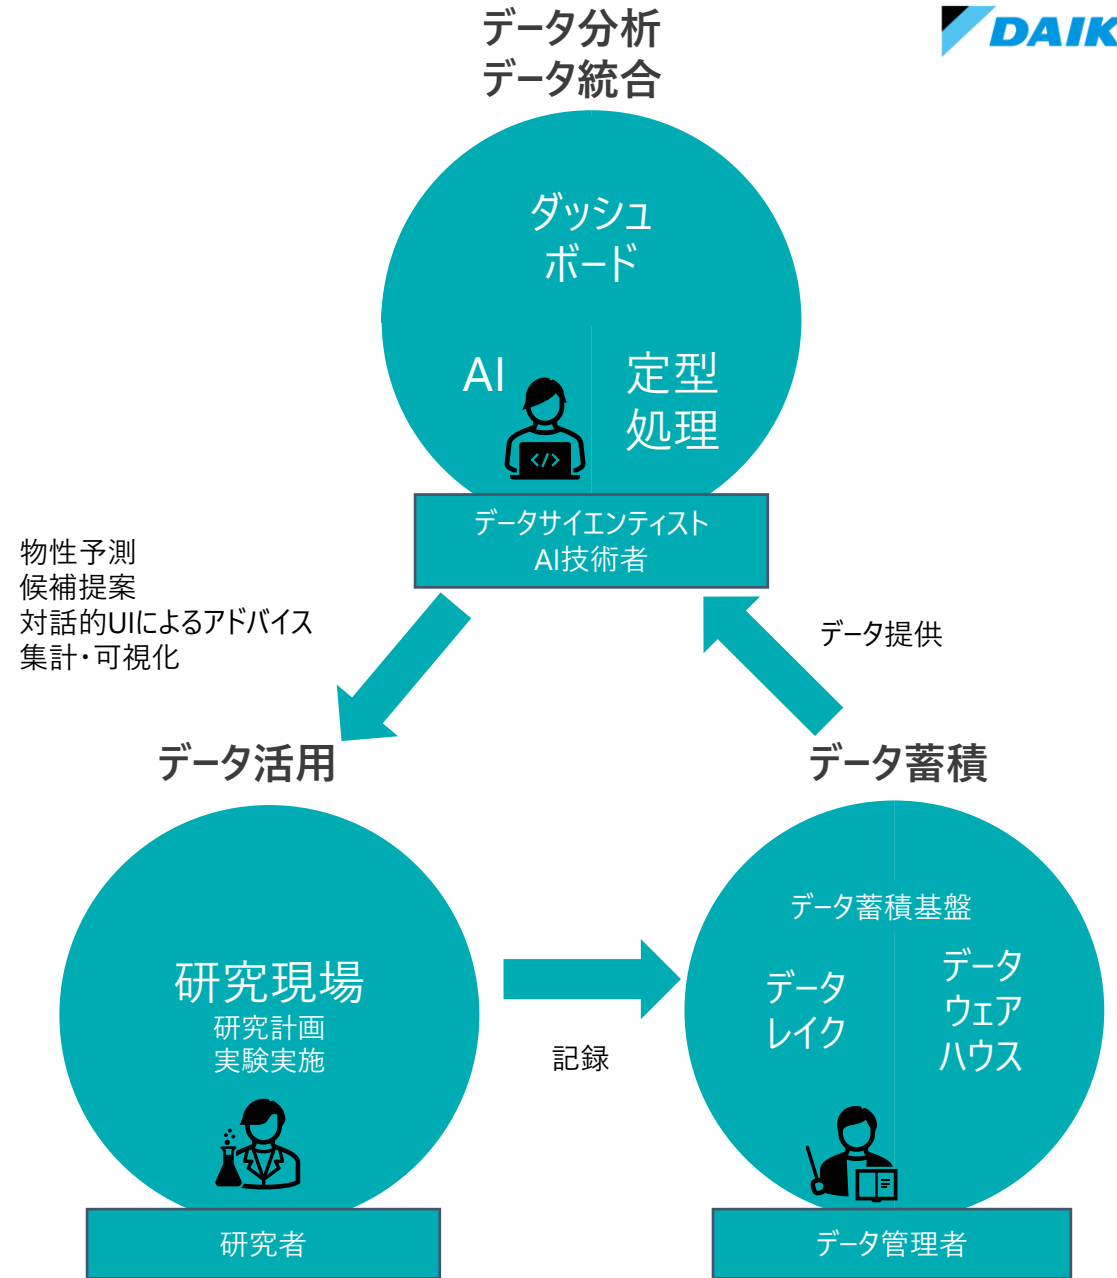 データ分析
データ統合
DAIK
ダッシュ
ボード
AI
定型
処理
</>
データサイエンティスト
AI技術者
物性予測
候補提案
対話的UIによるアドバイス
集計・可視化
データ提供
データ活用
データ蓄積
研究現場
研究計画
実験実施
記録
データ蓄積基盤
データ
レイク
データ
ウェア
ハウス
研究者
データ管理者